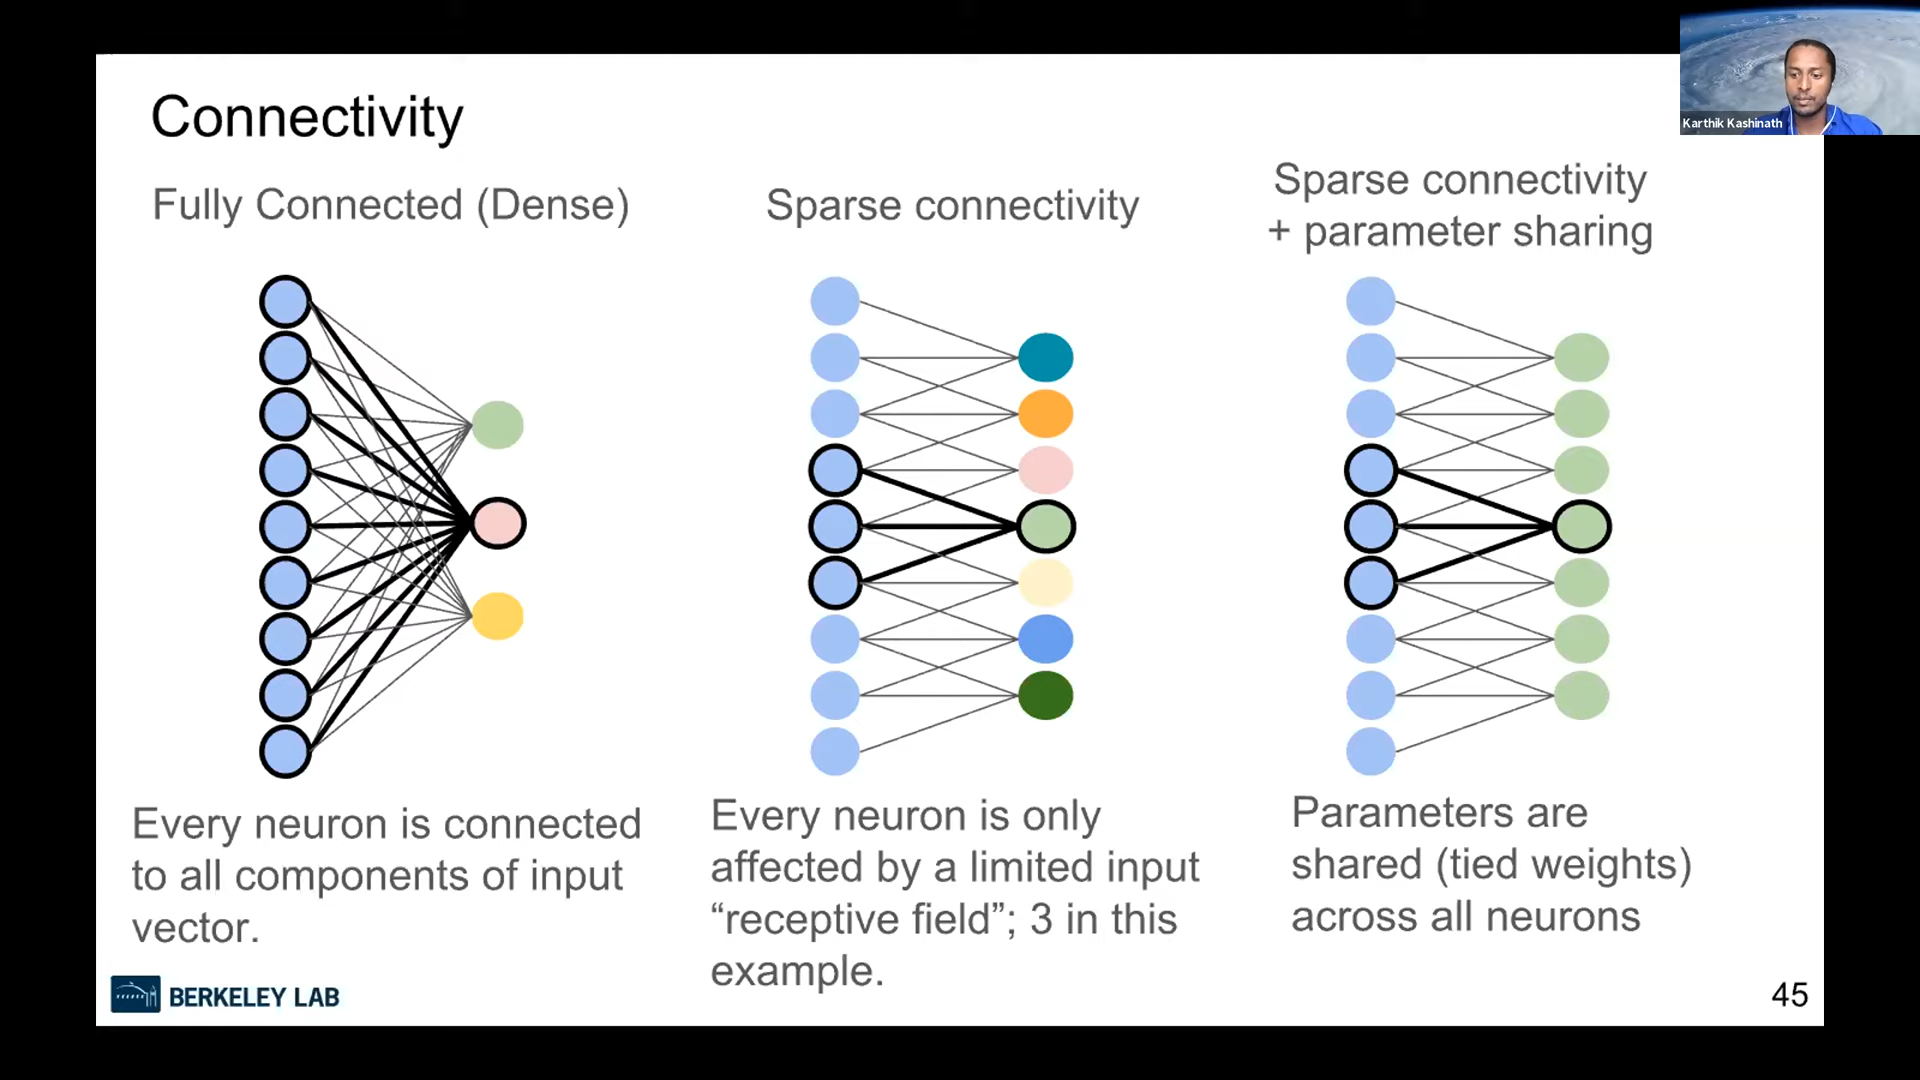 Connectivity
Karthik Kashinath
Fully Connected (Dense)
Sparse connectivity
Sparse connectivity
+ parameter sharing
Every neuron is connected
to all components of input
vector.
Every neuron is only
affected by a limited input
“receptive field”; 3 in this
example.
Parameters are
shared (tied weights)
across all neurons
BERKELEY LAB
45